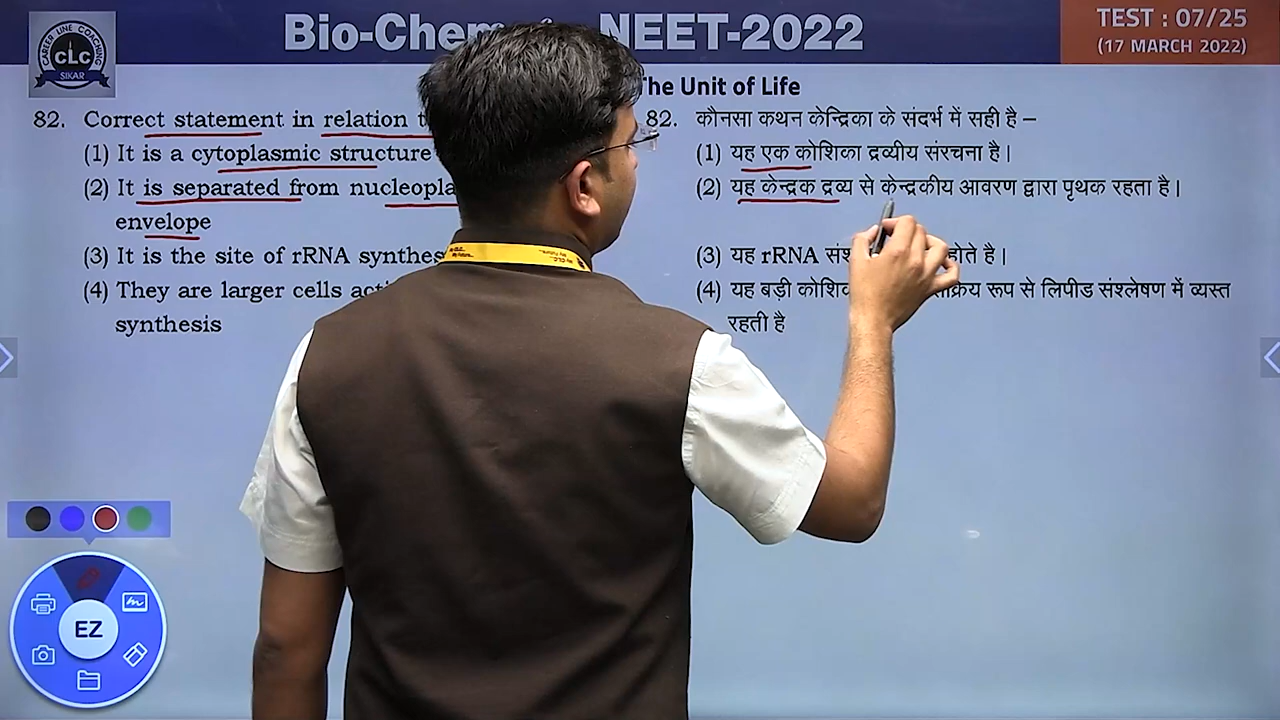 Bio-Chem NEET-2022
TEST : 07/25
(17 MARCH 2022)
CAREER LINE COACHING
CLC
SIKAR
The Unit of Life
82. Correct statement in relation
(1) It is a cytoplasmic structure
(2) It is separated from
envelope
(3) It is the site of rRNA
(4) They are larger cells
synthesis
82. कौनसा कथन केन्द्रिका के संदर्भ में सही है –
(1) यह एक कोशिका द्रव्यीय संरचना है।
(2) यह केन्द्रक द्रव्य से केन्द्रकीय आवरण द्वारा पृथक रहता है।
(3) यह rRNA होते है।
(4) यह बड़ी रूप से लिपीड संश्लेषण में व्यस्त
रहती है
EZ